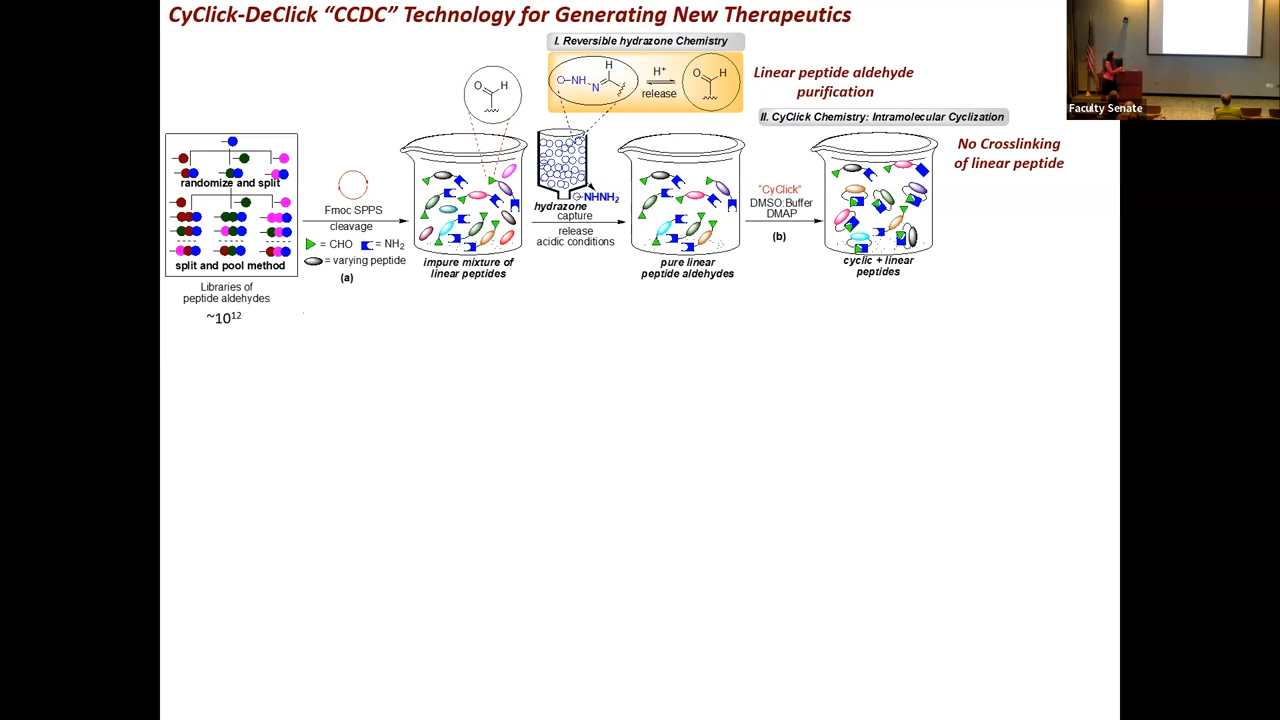 CyClick-DeClick “CCDC” Technology for Generating New Therapeutics
I. Reversible hydrazone Chemistry
O
H
NH
N
H
H⁺
release
O
H
Linear peptide aldehyde
purification
II. CyClick Chemistry: Intramolecular Cyclization
No Crosslinking
of linear peptide
Faculty Senate
randomize and split
split and pool method
Libraries of
peptide aldehydes
~10¹²
Fmoc SPPS
cleavage
= CHO = NH₂
= varying peptide
(a)
impure mixture of
linear peptides
NHNH₂
hydrazone
capture
release
acidic conditions
pure linear
peptide aldehydes
"CyClick"
DMSO:Buffer
DMAP
(b)
cyclic + linear
peptides